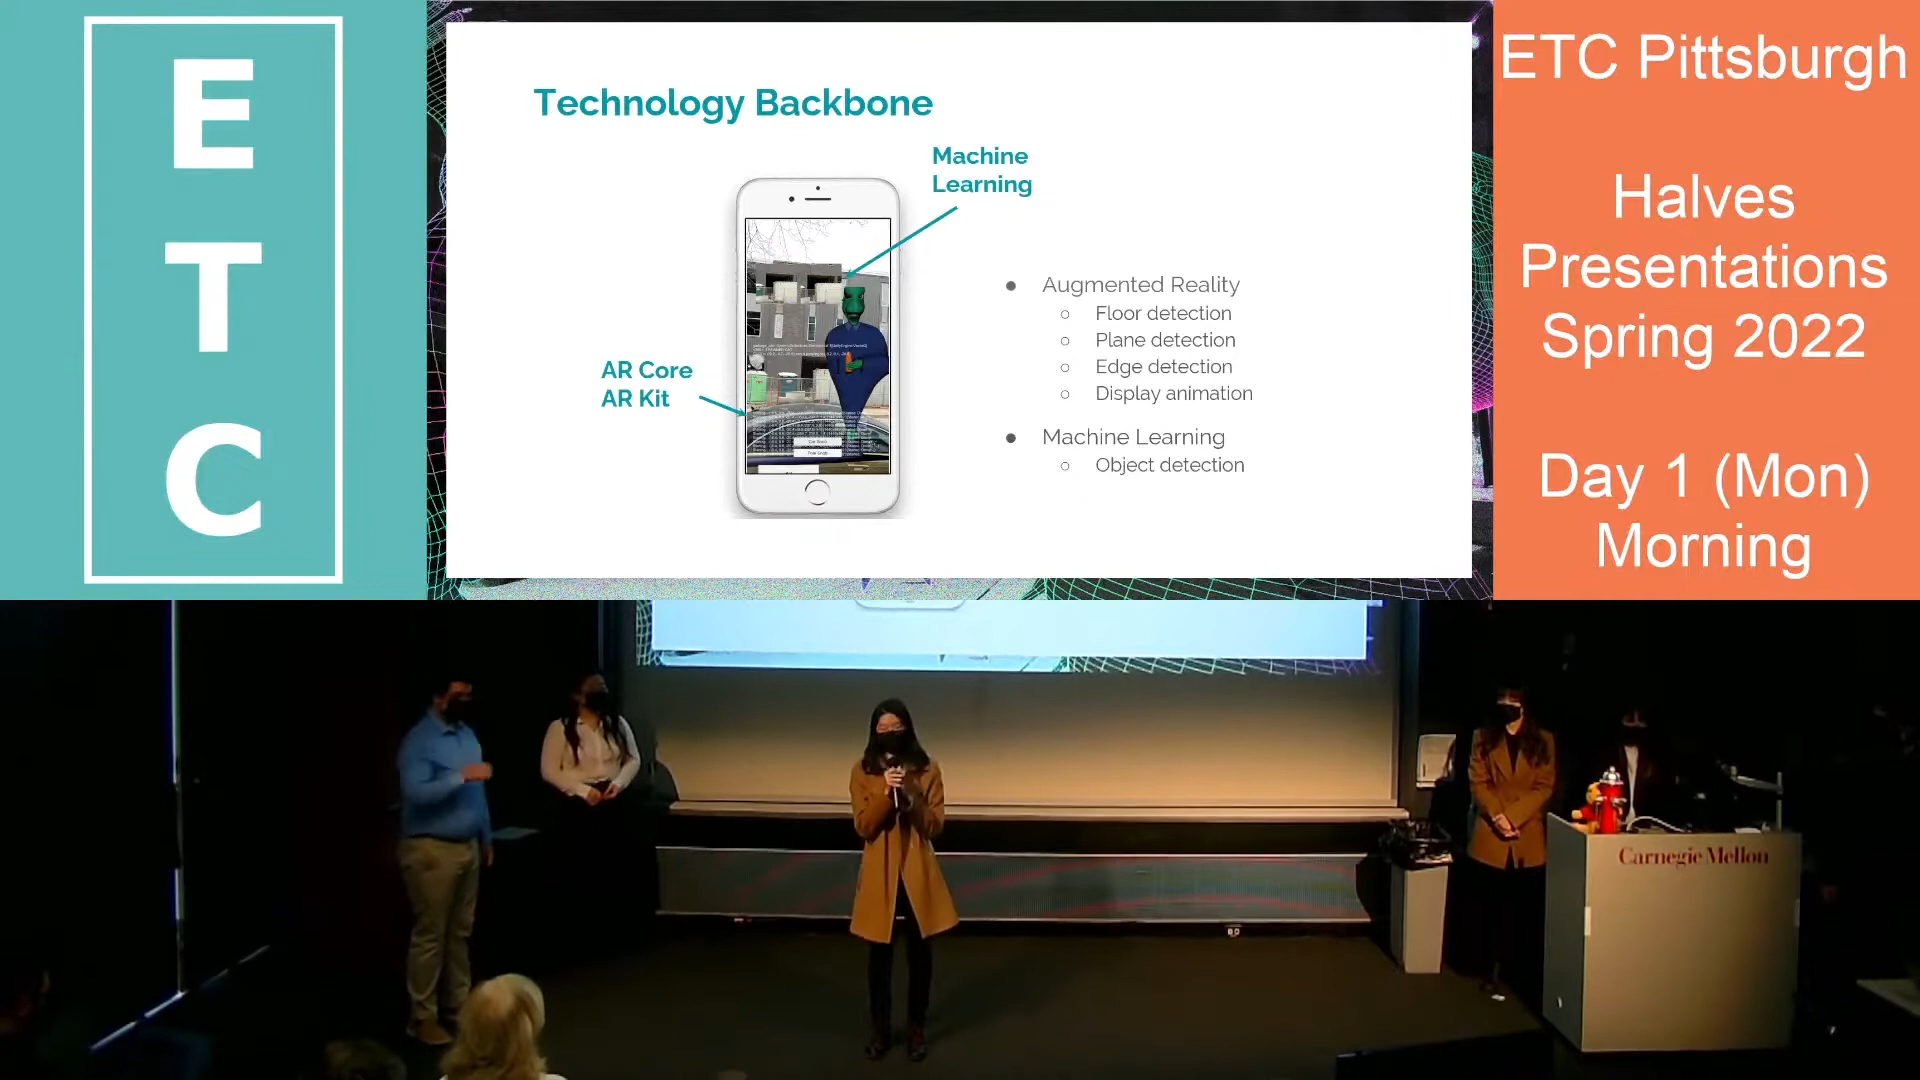 E
T
C
Technology Backbone
Machine
Learning
AR Core
AR Kit
Augmented Reality
Floor detection
Plane detection
Edge detection
Display animation
Machine Learning
Object detection
ETC Pittsburgh
Halves
Presentations
Spring 2022
Day 1 (Mon)
Morning
Carnegie Mellon